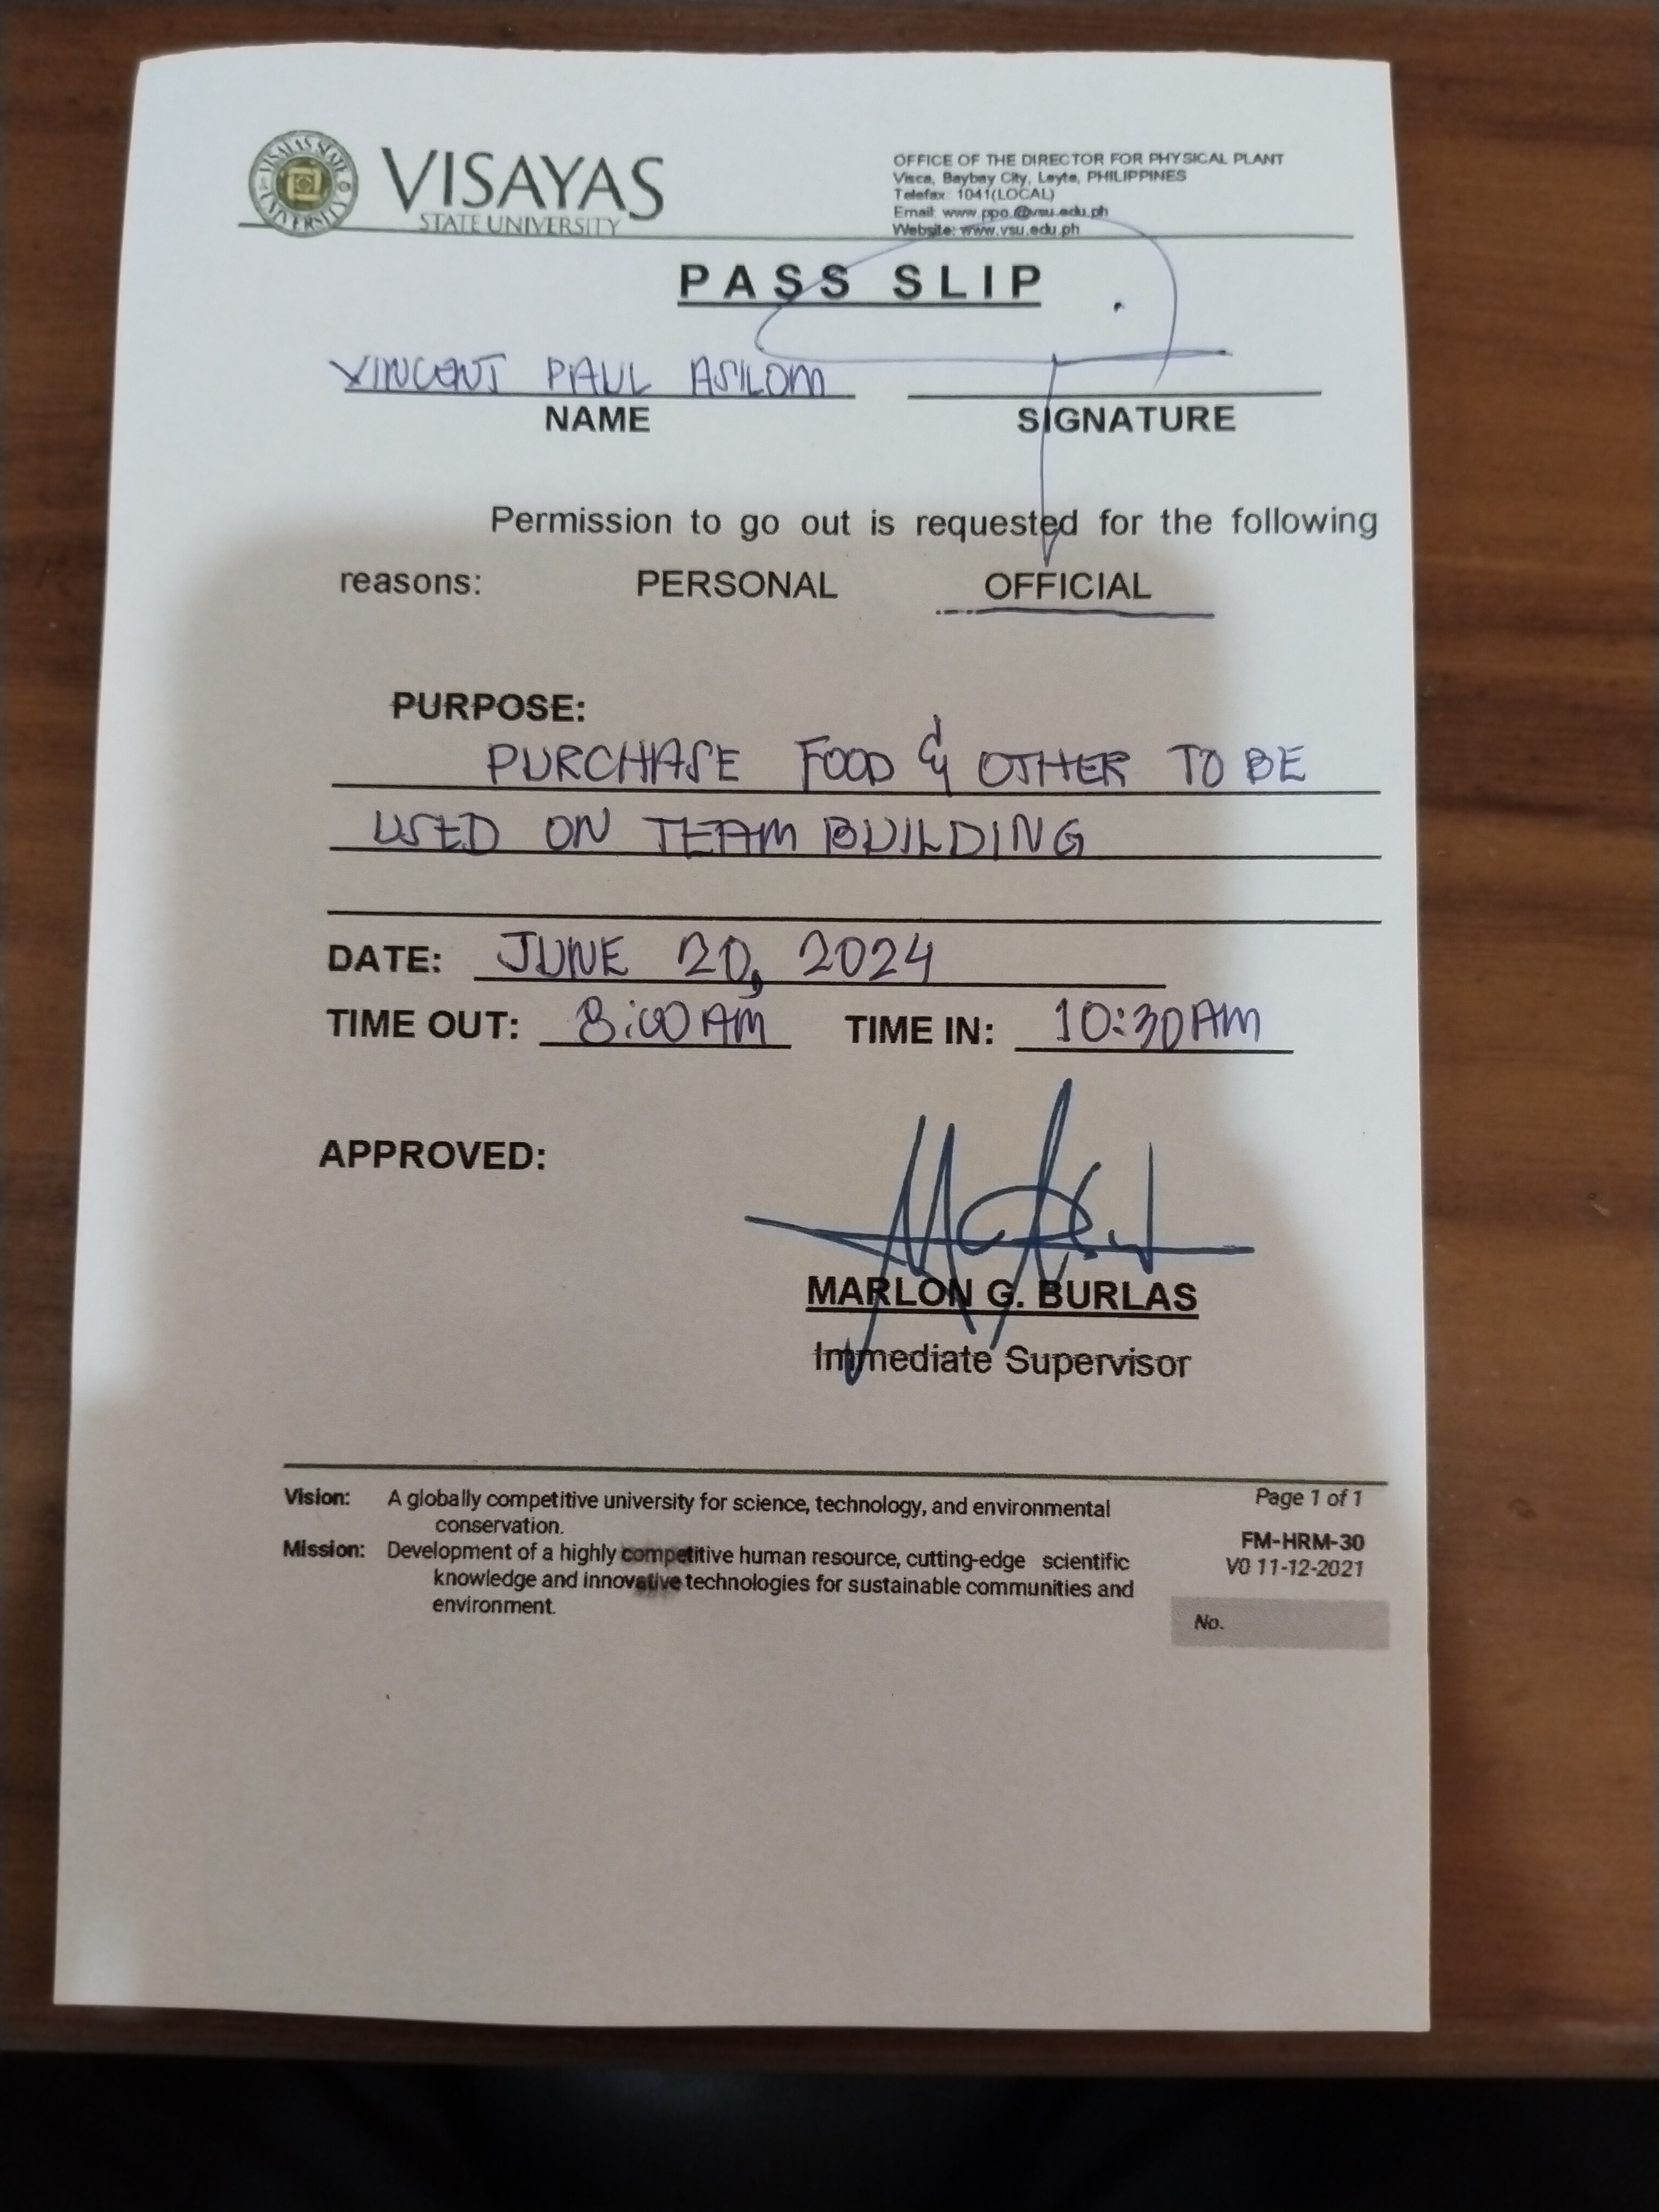 VISAYAS
STATE UNIVERSITY
OFFICE OF THE DIRECTOR FOR PHYSICAL PLANT
Visca, Baybay City, Leyte, PHILIPPINES
Telefax: 1041(LOCAL)
Email: www.ppo.@vsu.edu.ph
Website: www.vsu.edu.ph
PASS SLIP
VINCENT PAUL ASILOM
NAME
SIGNATURE
Permission to go out is requested for the following
reasons: PERSONAL OFFICIAL
PURPOSE:
PURCHASE FOOD & OTHER TO BE
USED ON TEAM BUILDING
DATE: JUNE 20, 2024
TIME OUT: 8:00 AM TIME IN: 10:30 AM
APPROVED:
MARLON G. BURLAS
Immediate Supervisor
Vision: A globally competitive university for science, technology, and environmental
conservation.
Mission: Development of a highly competitive human resource, cutting-edge scientific
knowledge and innovative technologies for sustainable communities and
environment.
Page 1 of 1
FM-HRM-30
V0 11-12-2021
No.